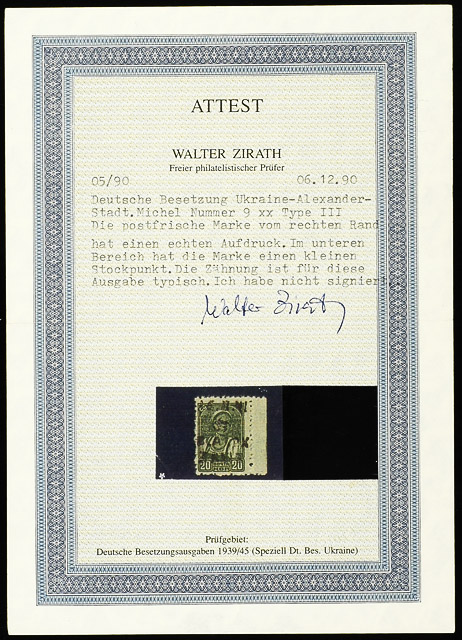 ATTEST
WALTER ZIRATH
Freier philatelistischer Prüfer
05/90 06.12.90
Deutsche Besetzung Ukraine-Alexander-
Stadt.Michel Nummer 9 xx Type III
Die postfrische Marke vom rechten Rand
hat einen echten Aufdruck.Im unteren
Bereich hat die Marke einen kleinen
Stockpunkt.Die Zähnung ist für diese
Ausgabe typisch.Ich habe nicht signiert.
Walter Zirath
20 20
Prüfgebiet:
Deutsche Besetzungsausgaben 1939/45 (Speziell Dt. Bes. Ukraine)